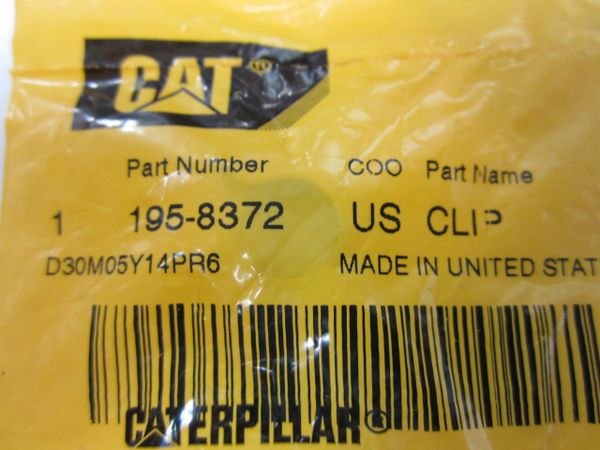 CAT®
Part Number COO Part Name
1 195-8372 US CLIP
D30M05Y14PR6 MADE IN UNITED STAT
CATERPILLAR®